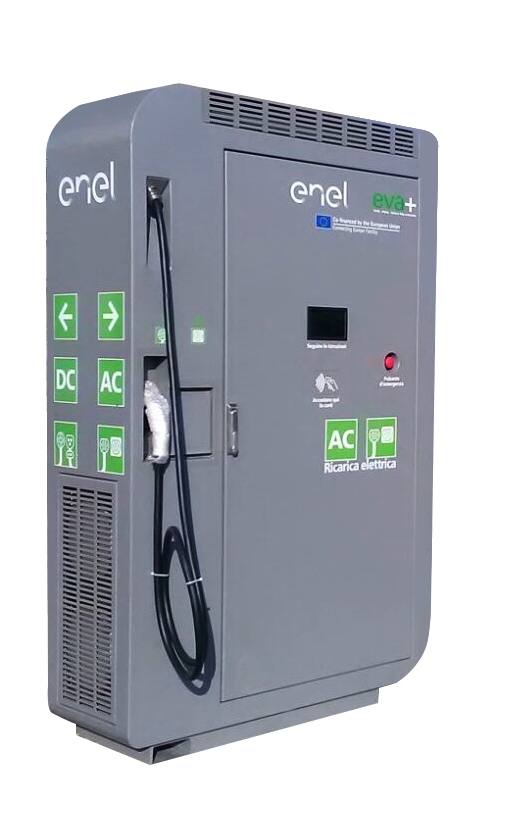 enel
DC
AC
enel
eva+
Co-financed by the European Union
Connecting Europe Facility
Seguire le istruzioni
Accostare qui
la card
Pulsante
d'emergenza
AC
Ricarica elettrica